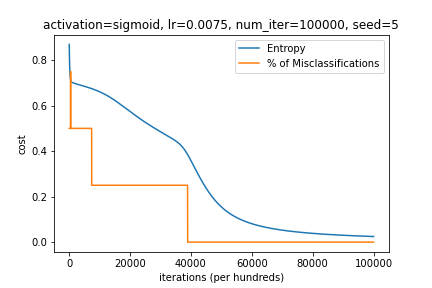 activation=sigmoid, lr=0.0075, num_iter=100000, seed=5
Entropy
% of Misclassifications
cost
0.8
0.6
0.4
0.2
0.0
0 20000 40000 60000 80000 100000
iterations (per hundreds)